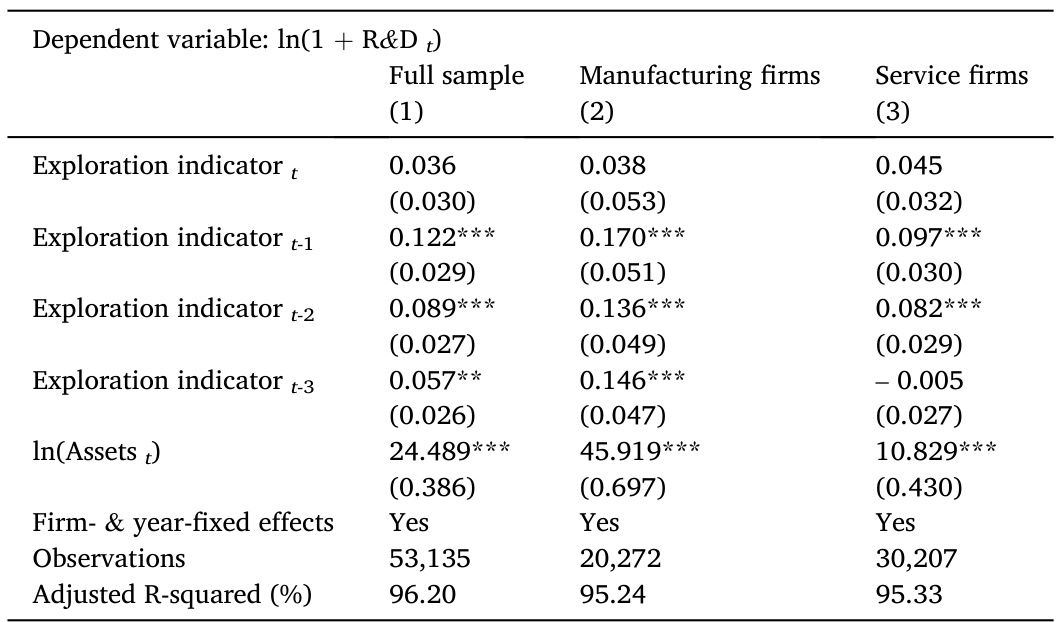 Dependent variable: ln(1 + R&D t)
Full sample Manufacturing firms Service firms
(1) (2) (3)
Exploration indicator t 0.036 0.038 0.045
(0.030) (0.053) (0.032)
Exploration indicator t-1 0.122*** 0.170*** 0.097***
(0.029) (0.051) (0.030)
Exploration indicator t-2 0.089*** 0.136*** 0.082***
(0.027) (0.049) (0.029)
Exploration indicator t-3 0.057** 0.146*** – 0.005
(0.026) (0.047) (0.027)
ln(Assets t) 24.489*** 45.919*** 10.829***
(0.386) (0.697) (0.430)
Firm- & year-fixed effects Yes Yes Yes
Observations 53,135 20,272 30,207
Adjusted R-squared (%) 96.20 95.24 95.33